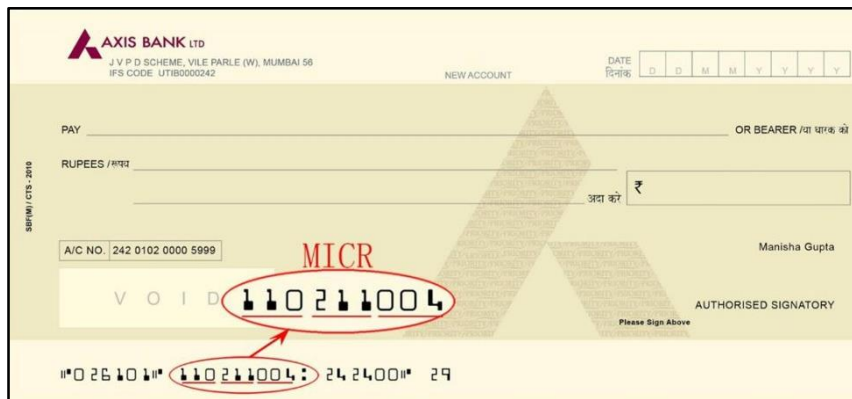 AXIS BANK LTD
J V P D SCHEME, VILE PARLE (W), MUMBAI 56
IFS CODE UTIB0000242
NEW ACCOUNT
DATE
दिनांक
D D M M Y Y Y Y
PAY
OR BEARER /या धारक को
RUPEES /रूपय
अदा करे
₹
SBF(M) / CTS - 2010
A/C NO. 242 0102 0000 5999
MICR
Manisha Gupta
VOID
110211004
AUTHORISED SIGNATORY
Please Sign Above
⑈026101⑈ 110211004⑆ 242400⑈ 29